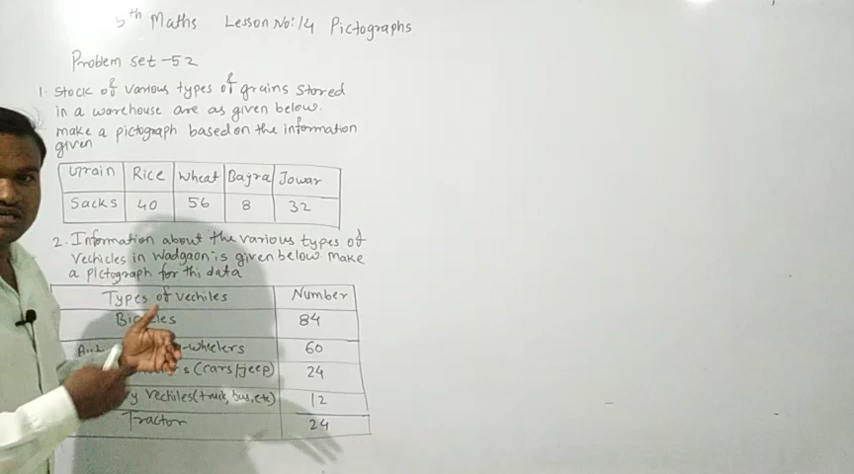 5th Maths Lesson No:14 Pictographs
Problem set -52
1. Stock of various types of grains stored
in a warehouse are as given below.
make a pictograph based on the information
given
Grain Rice Wheat Bajra Jowar
Sacks 40 56 8 32
2. Information about the various types of
Vechicles in Wadgaon is given below make
a pictograph for thi data
Types of Vechiles Number
Bicycles 84
-wheelers 60
(cars/jeep) 24
Vechiles(truck, bus, etc) 12
Tractor 24